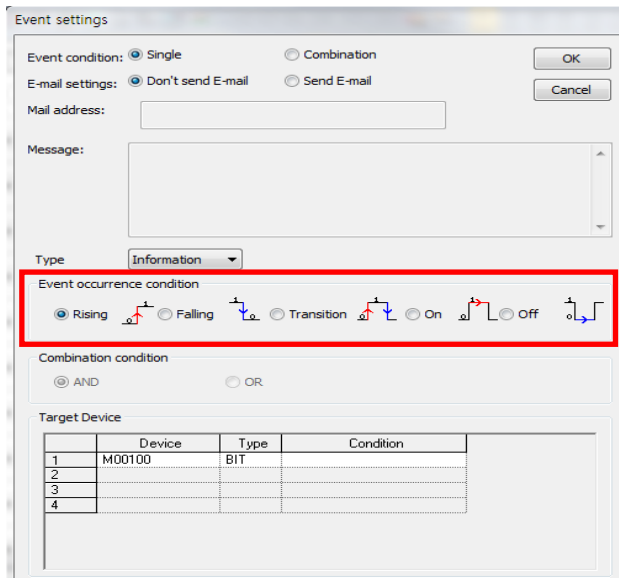 Event settings
Event condition: Single Combination OK
E-mail settings: Don't send E-mail Send E-mail Cancel
Mail address:
Message:
Type Information
Event occurrence condition
Rising 0 1 Falling 1 0 Transition 0 1 On 0 1 Off 1 0
Combination condition
AND OR
Target Device
Device Type Condition
1 M00100 BIT
2
3
4